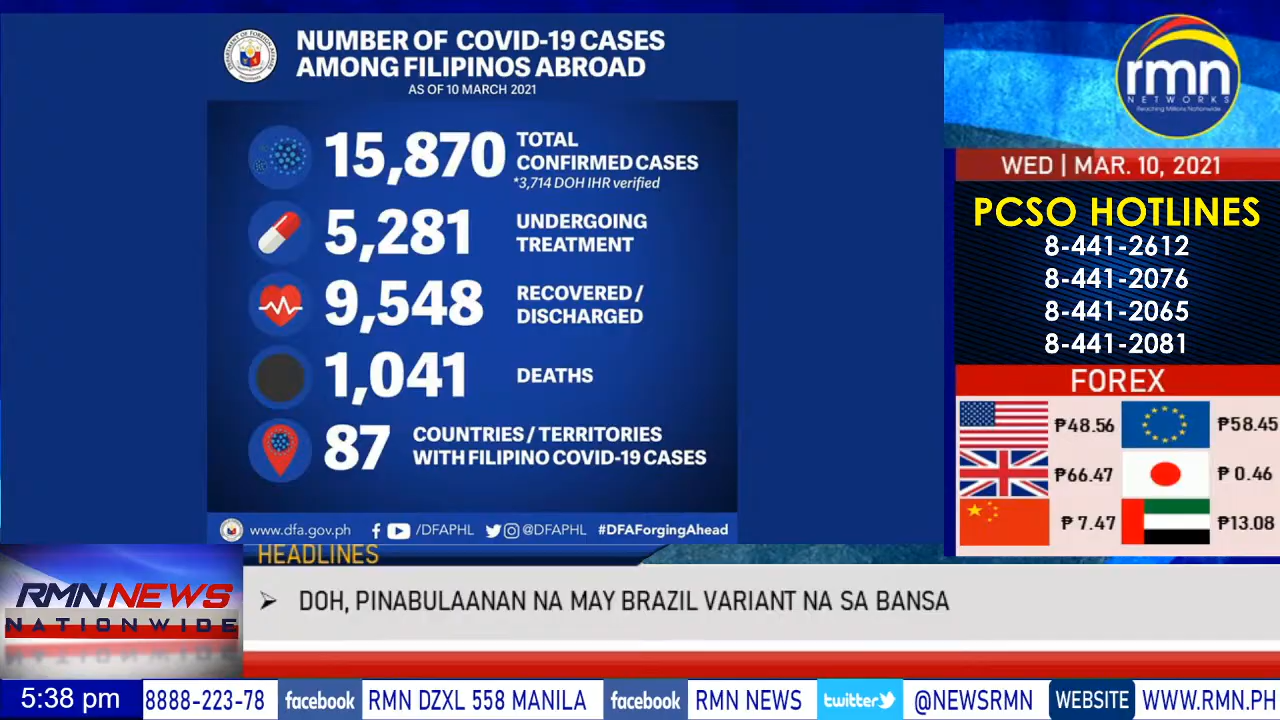 NUMBER OF COVID-19 CASES
AMONG FILIPINOS ABROAD
AS OF 10 MARCH 2021
15,870 TOTAL
CONFIRMED CASES
*3,714 DOH IHR verified
5,281 UNDERGOING
TREATMENT
9,548 RECOVERED /
DISCHARGED
1,041 DEATHS
87 COUNTRIES / TERRITORIES
WITH FILIPINO COVID-19 CASES
www.dfa.gov.ph /DFAPHL @DFAPHL #DFAForgingAhead
rmn
NETWORKS
Reaching Millions Nationwide
WED | MAR. 10, 2021
PCSO HOTLINES
8-441-2612
8-441-2076
8-441-2065
8-441-2081
FOREX
₱48.56 ₱58.45
₱66.47 ₱ 0.46
₱ 7.47 ₱13.08
HEADLINES
RMN NEWS
NATIONWIDE
➢ DOH, PINABULAANAN NA MAY BRAZIL VARIANT NA SA BANSA
5:38 pm 8888-223-78 facebook RMN DZXL 558 MANILA facebook RMN NEWS twitter @NEWSRMN WEBSITE WWW.RMN.PH